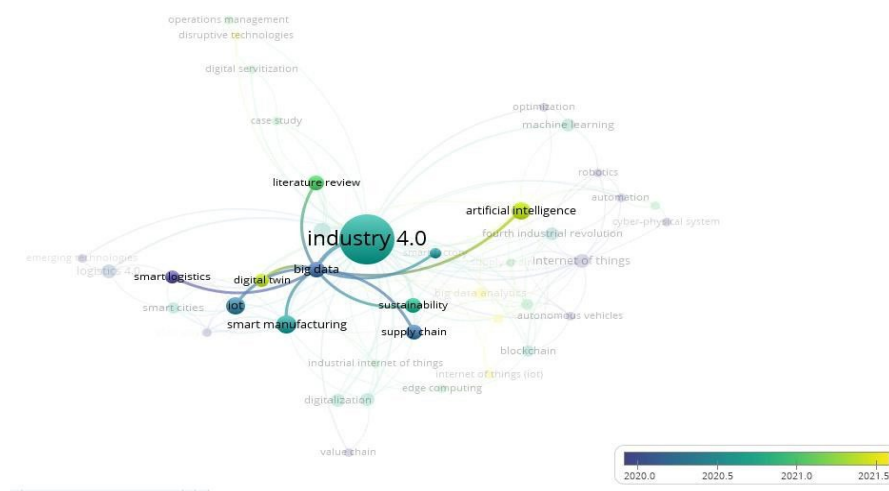 operations management
disruptive technologies
digital servitization
case study
optimization
machine learning
literature review
robotics
automation
artificial intelligence
cyber-physical system
fourth industrial revolution
industry 4.0
emerging technologies
logistics 4.0
internet of things
big data
smart logistics
digital twin
big data analytics
smart cities
iot
sustainability
autonomous vehicles
smart manufacturing
supply chain
blockchain
industrial internet of things
internet of things (iot)
edge computing
digitalization
value chain
2020.0 2020.5 2021.0 2021.5